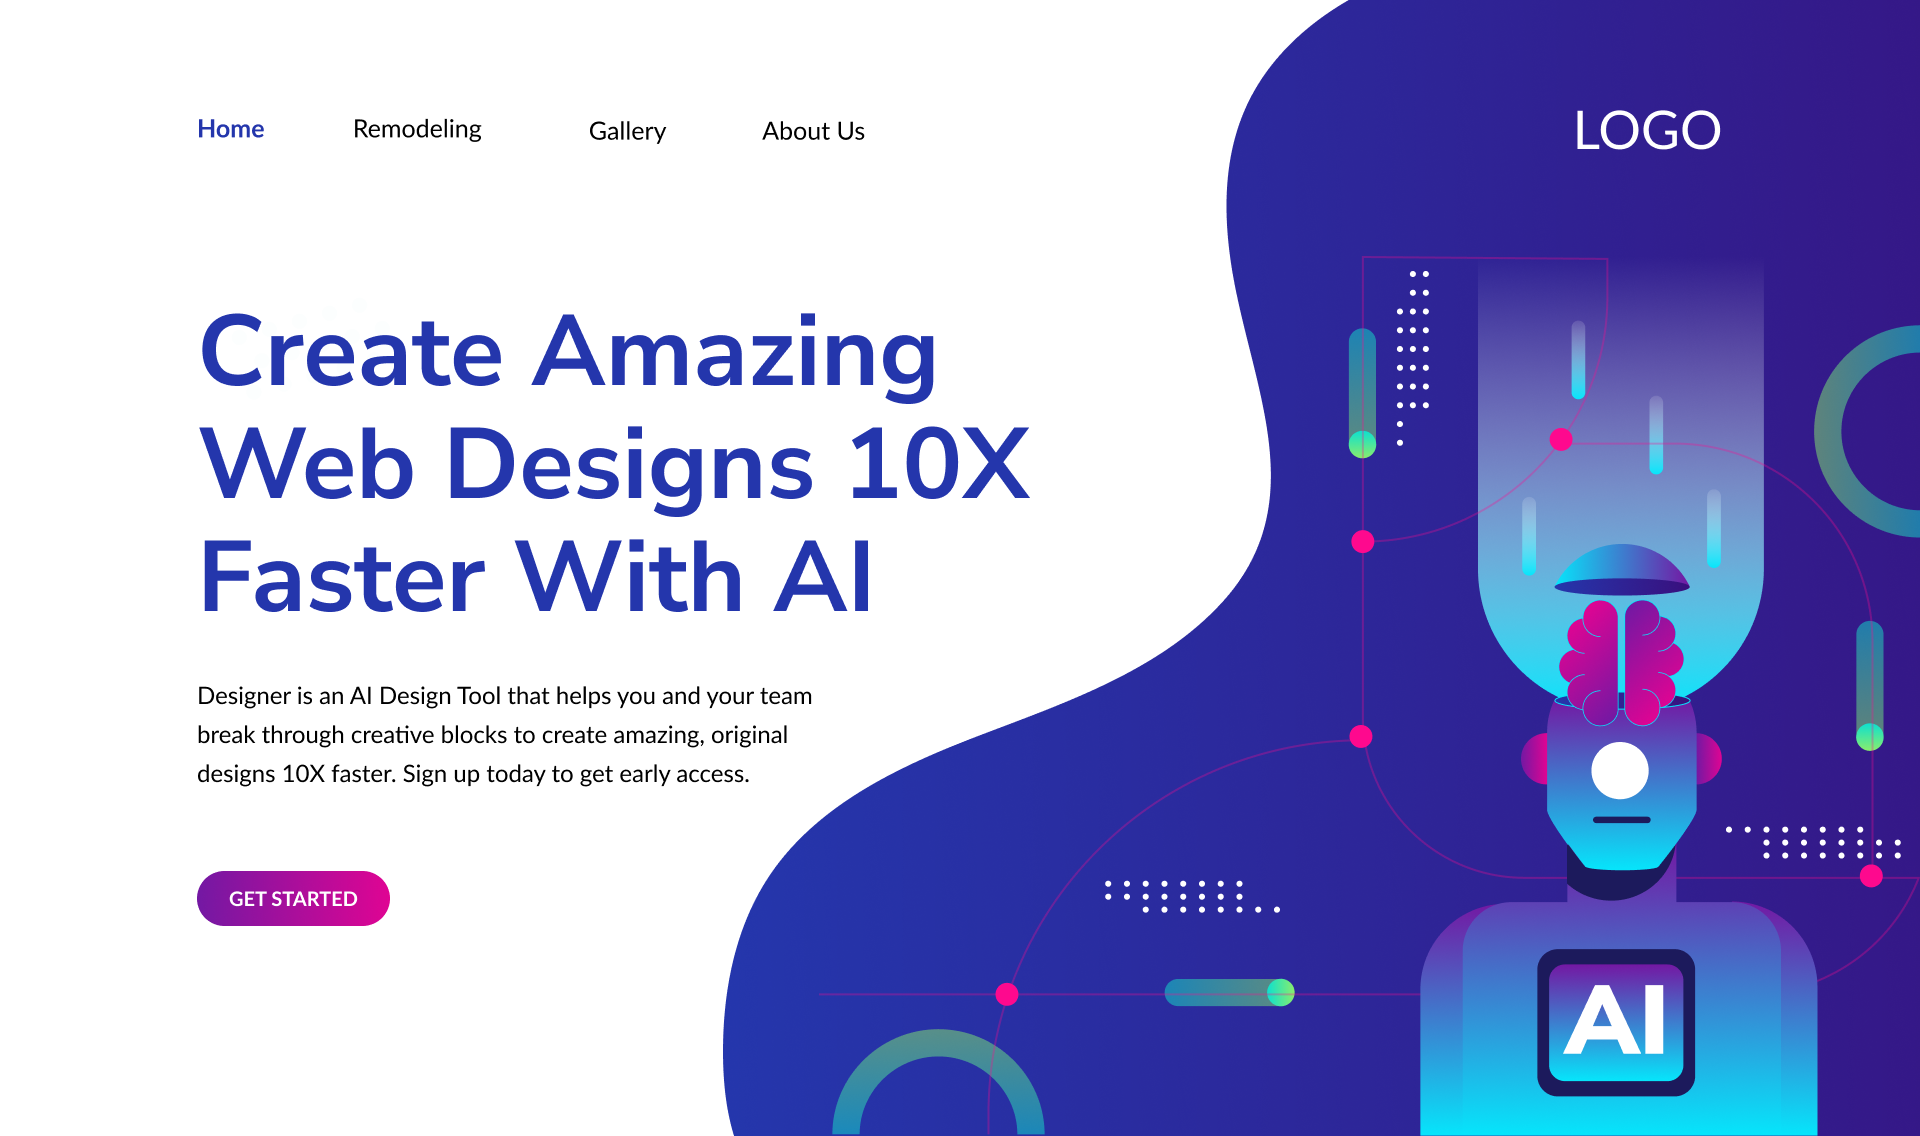 Home Remodeling Gallery About Us LOGO
Create Amazing
Web Designs 10X
Faster With AI
Designer is an AI Design Tool that helps you and your team
break through creative blocks to create amazing, original
designs 10X faster. Sign up today to get early access.
GET STARTED
AI